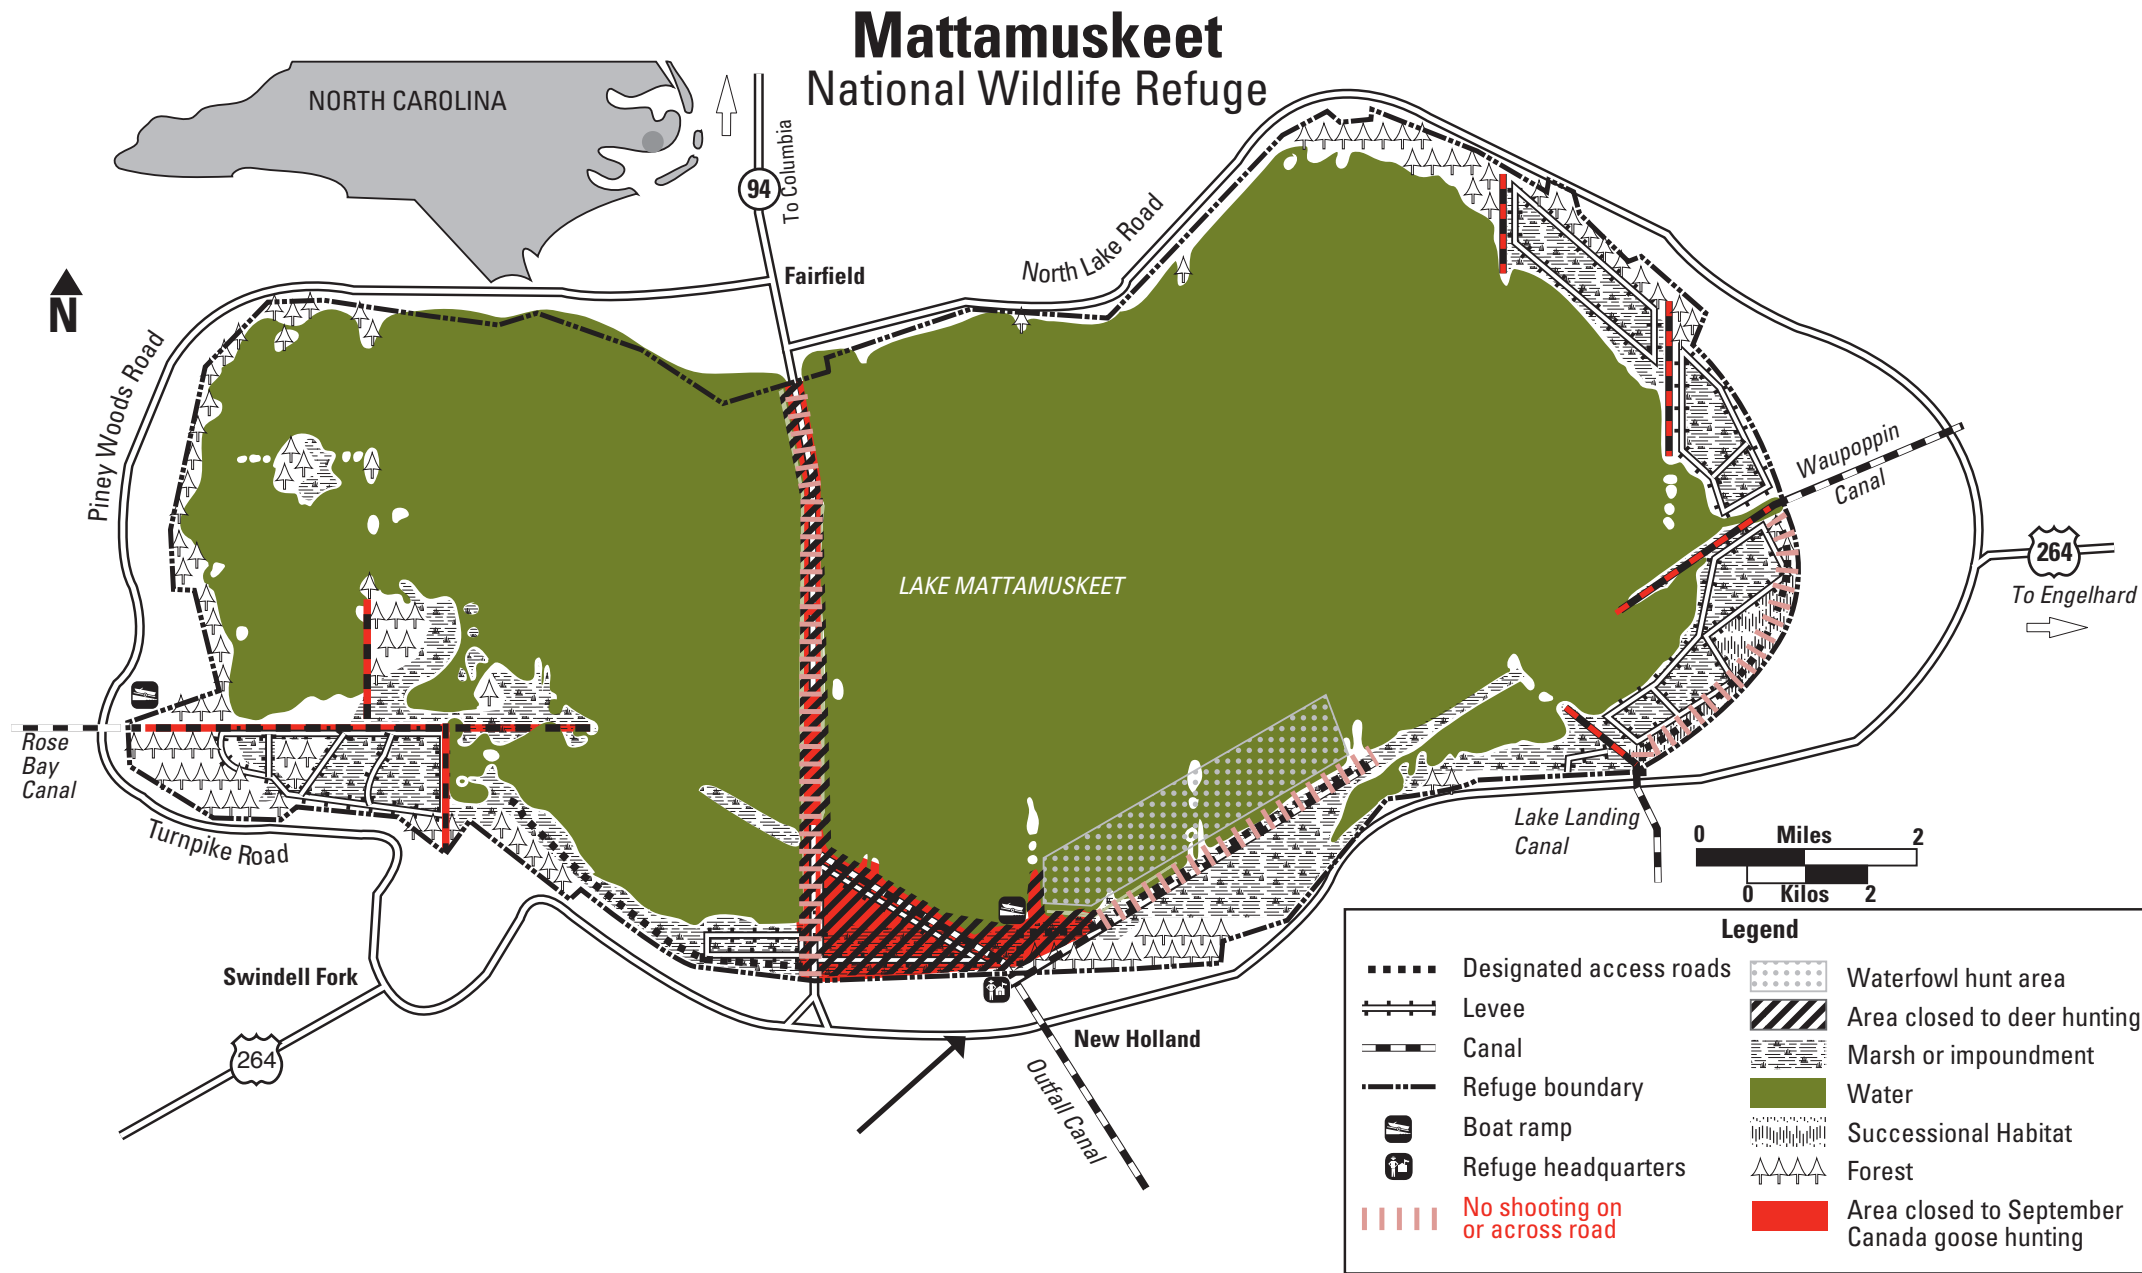 Mattamuskeet
National Wildlife Refuge
NORTH CAROLINA
94
To Columbia
Fairfield
North Lake Road
N
Piney Woods Road
Waupoppin
Canal
LAKE MATTAMUSKEET
264
To Engelhard
Rose
Bay
Canal
Turnpike Road
Lake Landing
Canal
0 Miles 2
0 Kilos 2
Swindell Fork
264
New Holland
Outfall Canal
Legend
Designated access roads
Levee
Canal
Refuge boundary
Boat ramp
Refuge headquarters
No shooting on
or across road
Waterfowl hunt area
Area closed to deer hunting
Marsh or impoundment
Water
Successional Habitat
Forest
Area closed to September
Canada goose hunting